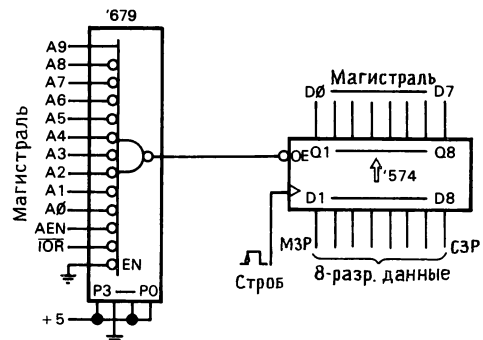 '679
A9
A8
A7
A6
A5
A4
A3
A2
A1
AØ
AEN
IOR
EN
P3 — PO
+5
Магистраль
DØ Магистраль D7
OE Q1 Q8
'574
D1 D8
МЗР СЗР
Строб
8-разр. данные